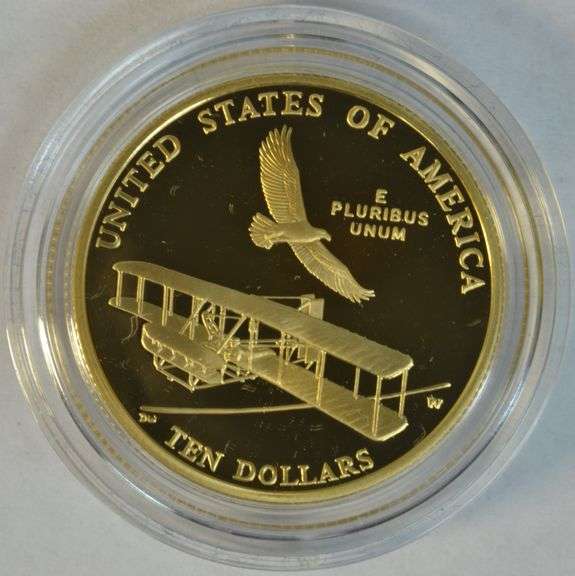 UNITED STATES OF AMERICA
E
PLURIBUS
UNUM
W
TEN DOLLARS